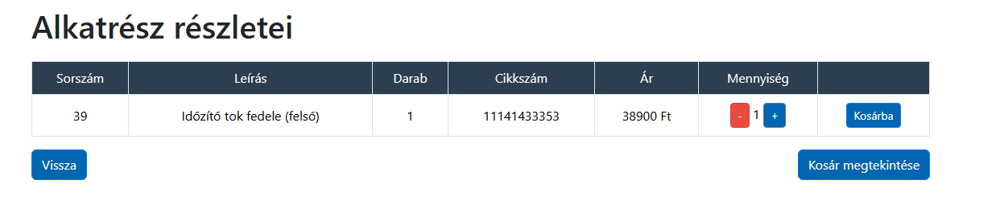 Alkatrész részletei
Sorszám Leírás Darab Cikkszám Ár Mennyiség
39 Időzítő tok fedele (felső) 1 11141433353 38900 Ft - 1 + Kosárba
Vissza Kosár megtekintése